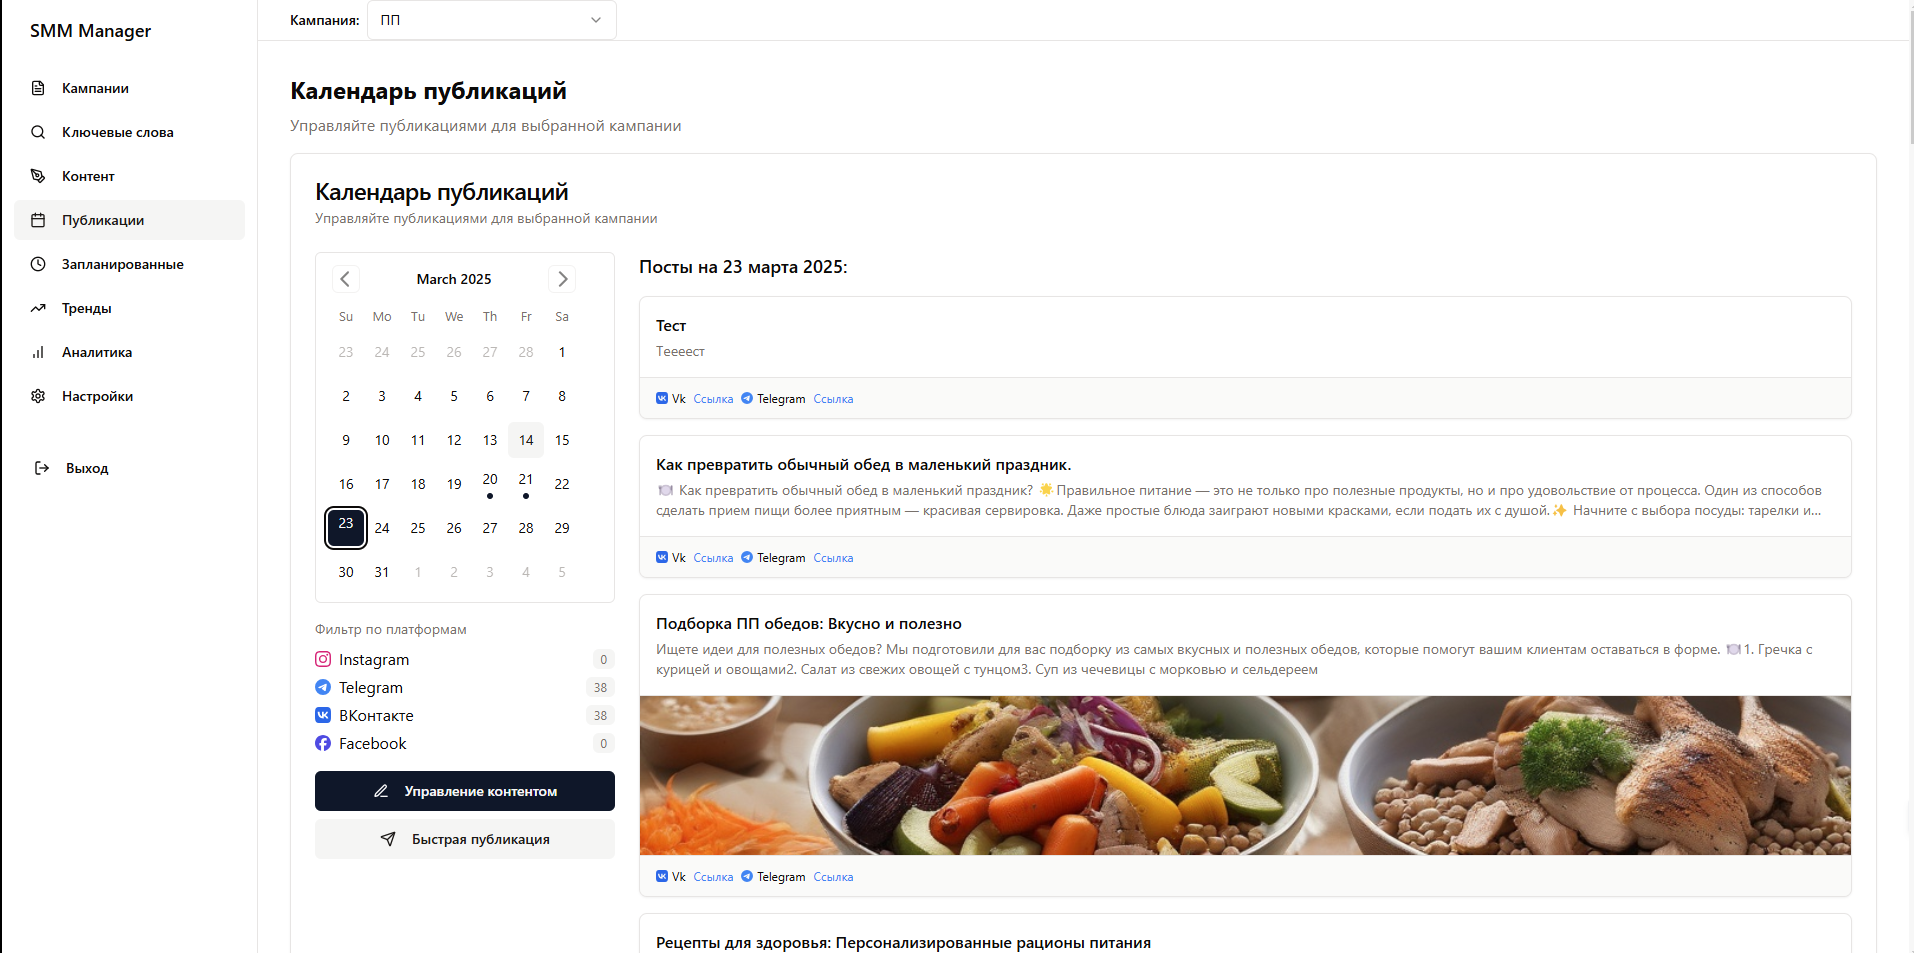 SMM Manager
Кампании
Ключевые слова
Контент
Публикации
Запланированные
Тренды
Аналитика
Настройки
Выход
Кампания: ПП
Календарь публикаций
Управляйте публикациями для выбранной кампании
Календарь публикаций
Управляйте публикациями для выбранной кампании
March 2025
Su Mo Tu We Th Fr Sa
23 24 25 26 27 28 1
2 3 4 5 6 7 8
9 10 11 12 13 14 15
16 17 18 19 20 21 22
23 24 25 26 27 28 29
30 31 1 2 3 4 5
Фильтр по платформам
Instagram 0
Telegram 38
ВКонтакте 38
Facebook 0
Управление контентом
Быстрая публикация
Посты на 23 марта 2025:
Тест
Теееест
Vk Ссылка Telegram Ссылка
Как превратить обычный обед в маленький праздник.
🍽️ Как превратить обычный обед в маленький праздник? 🌟Правильное питание — это не только про полезные продукты, но и про удовольствие от процесса. Один из способов
сделать прием пищи более приятным — красивая сервировка. Даже простые блюда заиграют новыми красками, если подать их с душой.✨ Начните с выбора посуды: тарелки и...
Vk Ссылка Telegram Ссылка
Подборка ПП обедов: Вкусно и полезно
Ищете идеи для полезных обедов? Мы подготовили для вас подборку из самых вкусных и полезных обедов, которые помогут вашим клиентам оставаться в форме. 🍽️1. Гречка с
курицей и овощами2. Салат из свежих овощей с тунцом3. Суп из чечевицы с морковью и сельдереем
Vk Ссылка Telegram Ссылка
Рецепты для здоровья: Персонализированные рационы питания